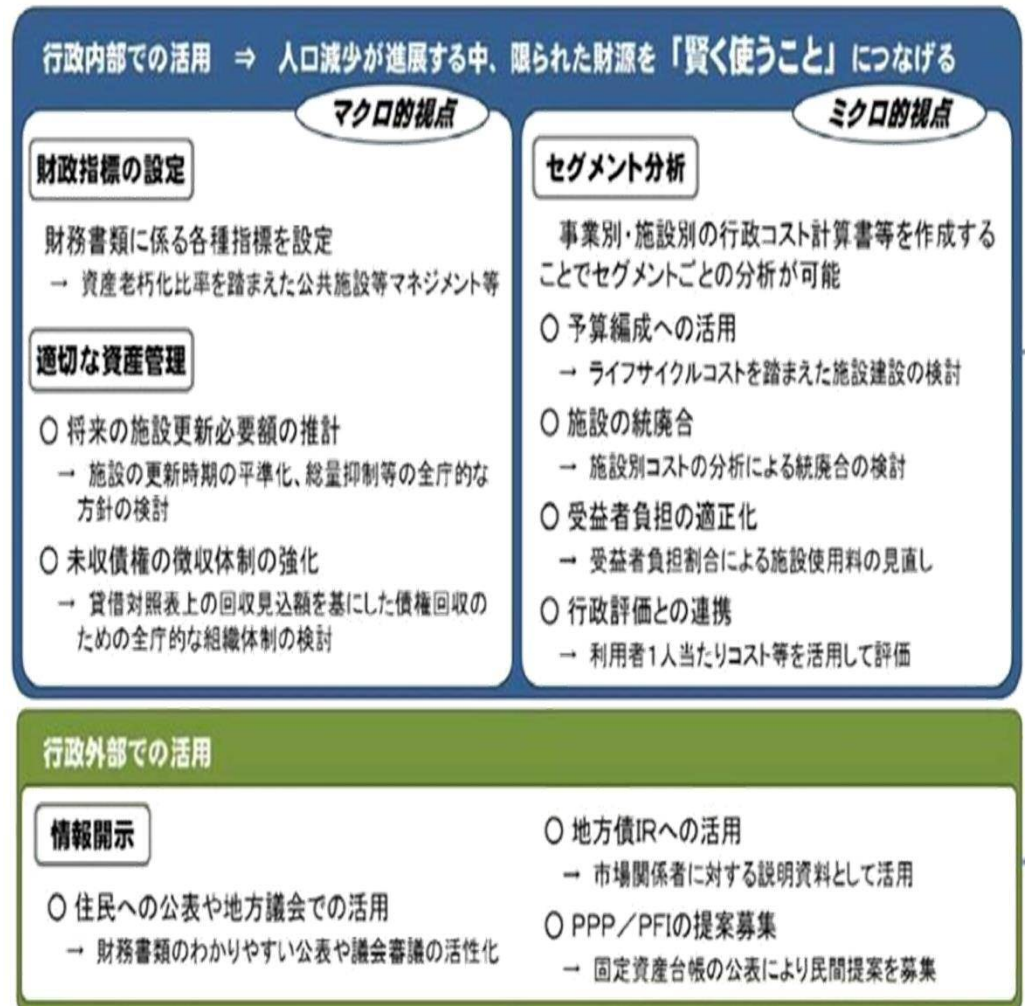 行政内部での活用 ⇒ 人口減少が進展する中、限られた財源を「賢く使うこと」につなげる
マクロ的視点
財政指標の設定
財務書類に係る各種指標を設定
→ 資産老朽化比率を踏まえた公共施設等マネジメント等
適切な資産管理
○ 将来の施設更新必要額の推計
→ 施設の更新時期の平準化、総量抑制等の全庁的な
方針の検討
○ 未収債権の徴収体制の強化
→ 貸借対照表上の回収見込額を基にした債権回収の
ための全庁的な組織体制の検討
ミクロ的視点
セグメント分析
事業別・施設別の行政コスト計算書等を作成する
ことでセグメントごとの分析が可能
○ 予算編成への活用
→ ライフサイクルコストを踏まえた施設建設の検討
○ 施設の統廃合
→ 施設別コストの分析による統廃合の検討
○ 受益者負担の適正化
→ 受益者負担割合による施設使用料の見直し
○ 行政評価との連携
→ 利用者1人当たりコスト等を活用して評価
行政外部での活用
情報開示
○ 住民への公表や地方議会での活用
→ 財務書類のわかりやすい公表や議会審議の活性化
○ 地方債IRへの活用
→ 市場関係者に対する説明資料として活用
○ PPP/PFIの提案募集
→ 固定資産台帳の公表により民間提案を募集